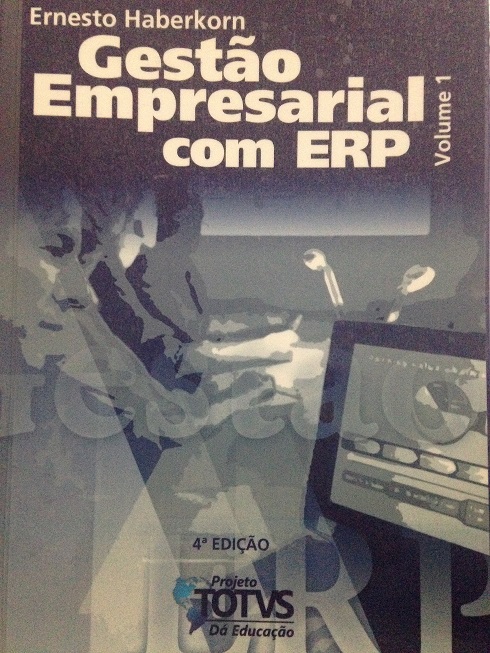 Ernesto Haberkorn
Gestão
Empresarial
com ERP
Volume 1
4ª EDIÇÃO
Projeto
TOTVS
Dá Educação